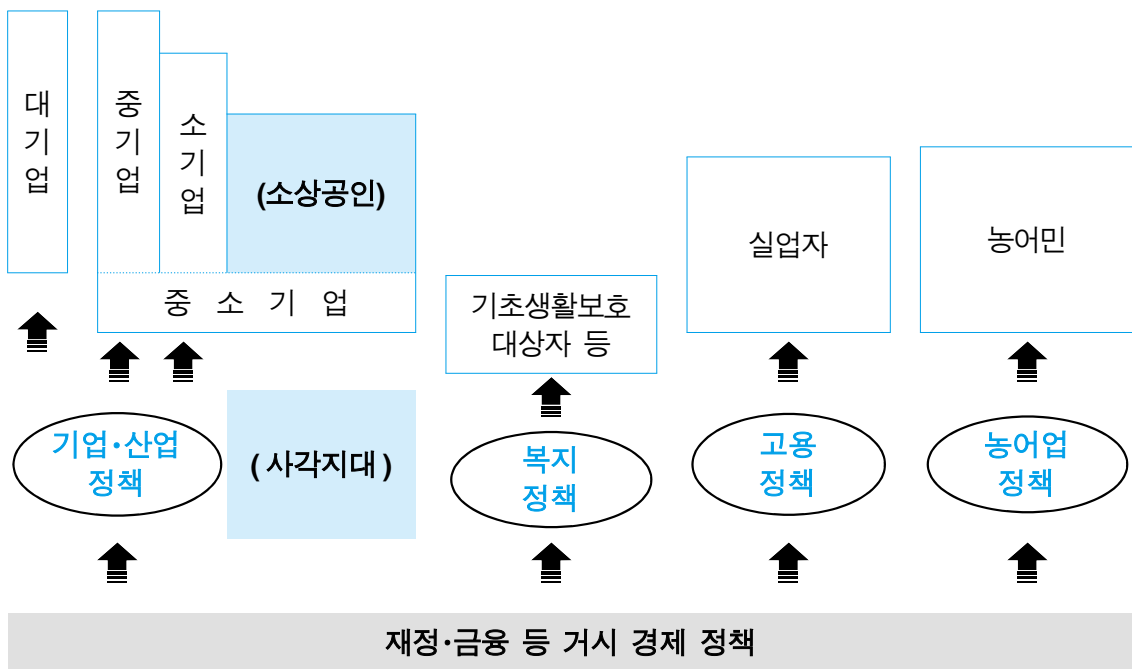 대기업
중기업
소기업
(소상공인)
중 소 기 업
기초생활보호
대상자 등
실업자
농어민
기업·산업
정책
( 사각지대 )
복지
정책
고용
정책
농어업
정책
재정·금융 등 거시 경제 정책